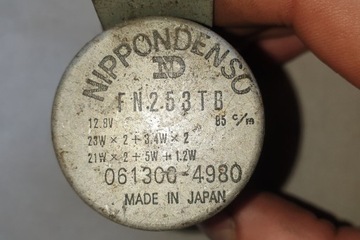 NIPPONDENSO
ND
FN253TB
12.8V 85 c/m
23W × 2 + 3.4W × 2
21W × 2 + 5W + 1.2W
061300-4980
MADE IN JAPAN